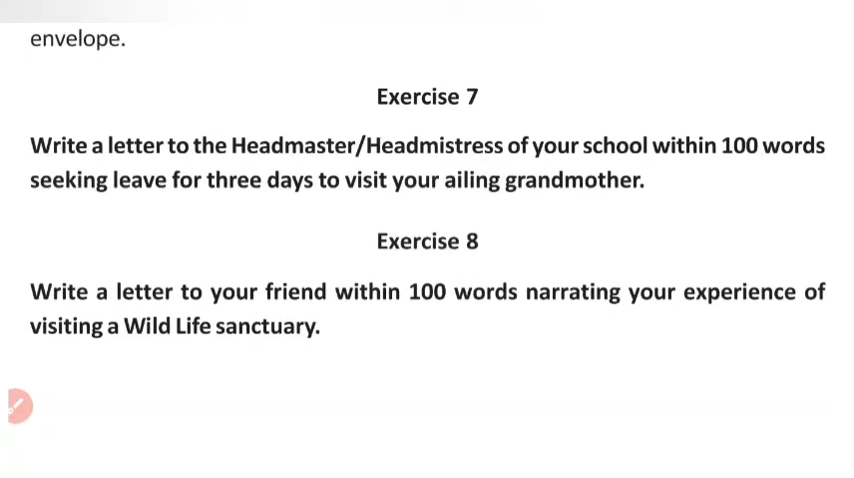 envelope.
Exercise 7
Write a letter to the Headmaster/Headmistress of your school within 100 words
seeking leave for three days to visit your ailing grandmother.
Exercise 8
Write a letter to your friend within 100 words narrating your experience of
visiting a Wild Life sanctuary.